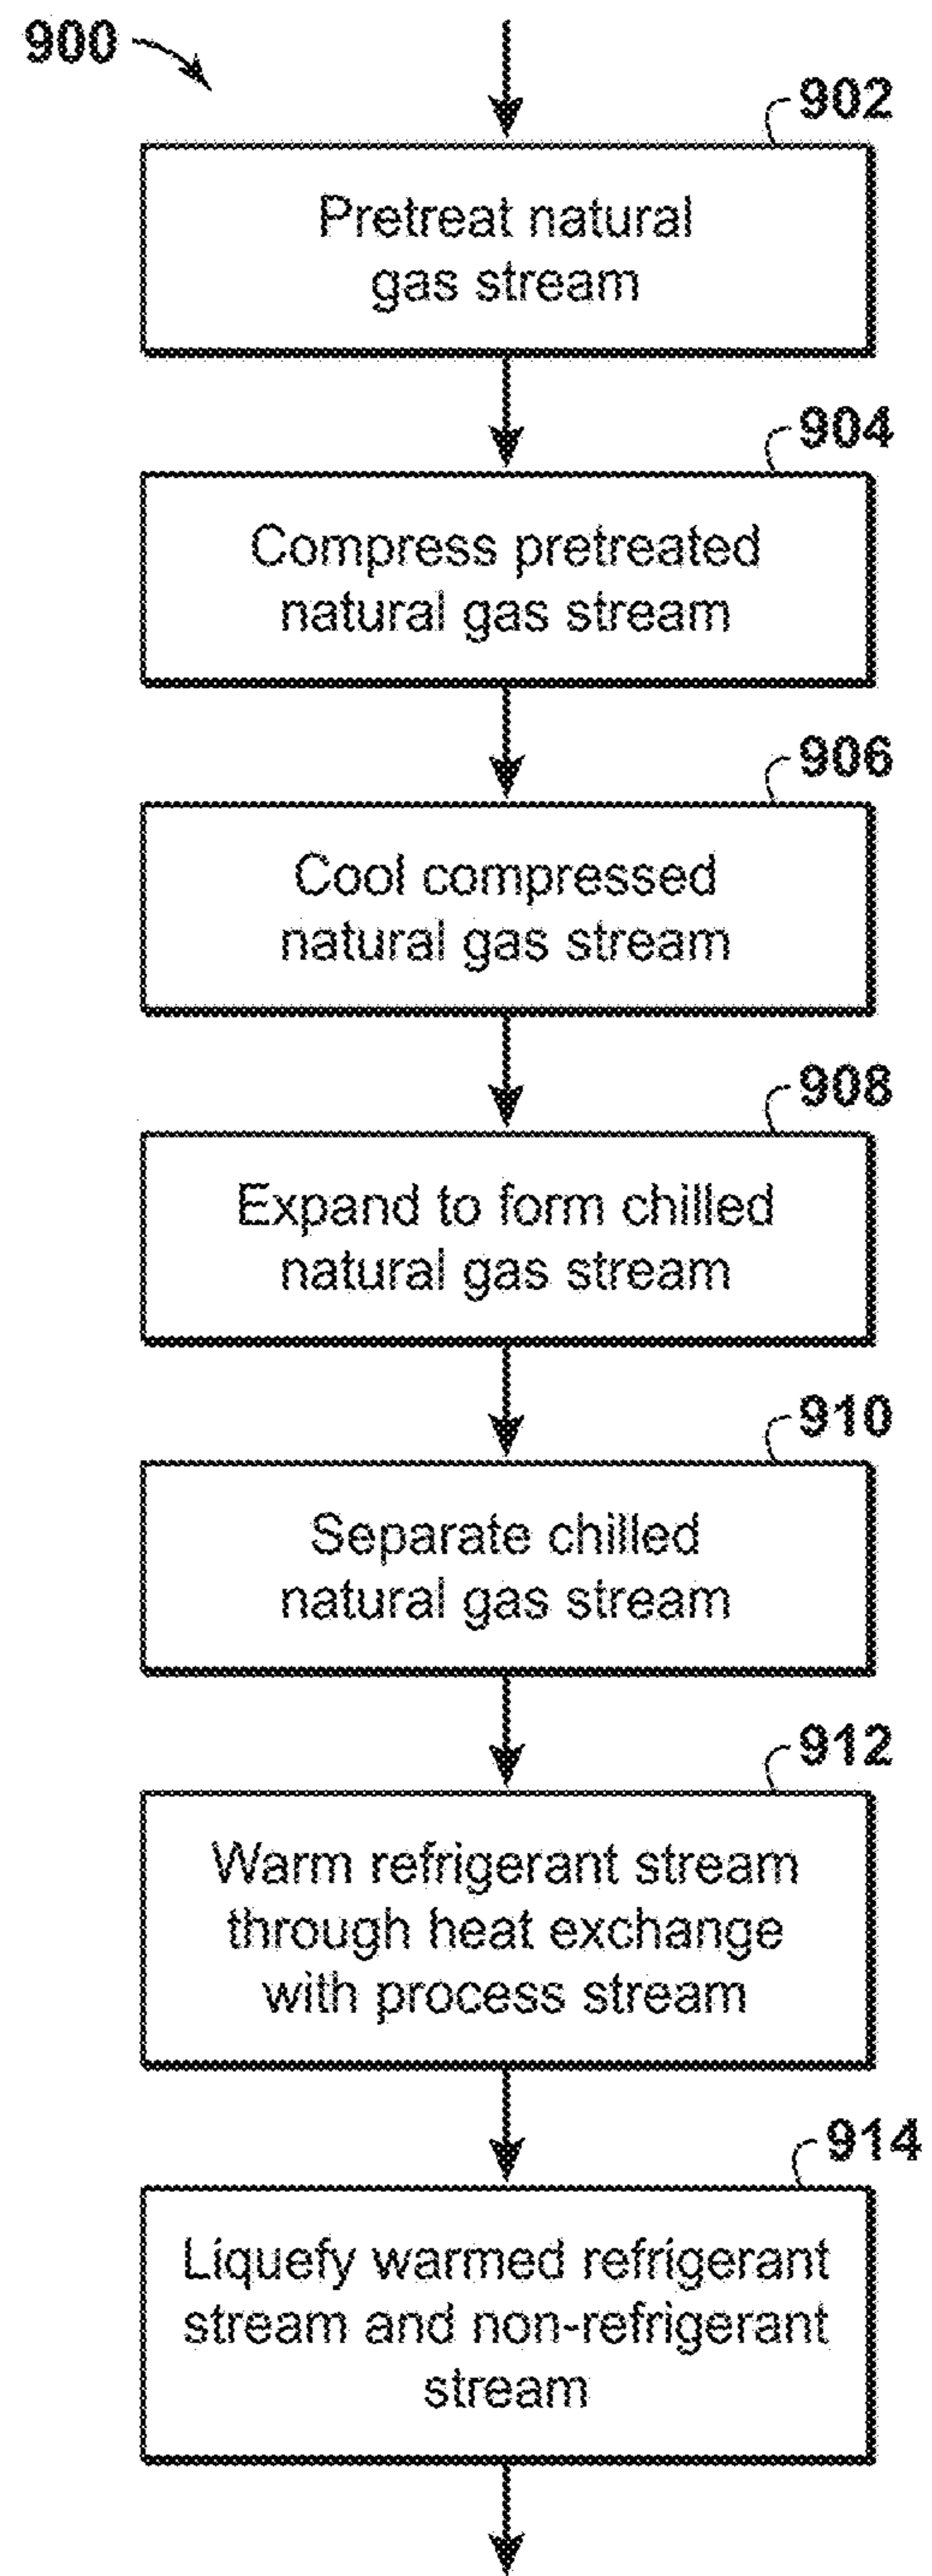 900
902
Pretreat natural
gas stream
904
Compress pretreated
natural gas stream
906
Cool compressed
natural gas stream
908
Expand to form chilled
natural gas stream
910
Separate chilled
natural gas stream
912
Warm refrigerant stream
through heat exchange
with process stream
914
Liquefy warmed refrigerant
stream and non-refrigerant
stream